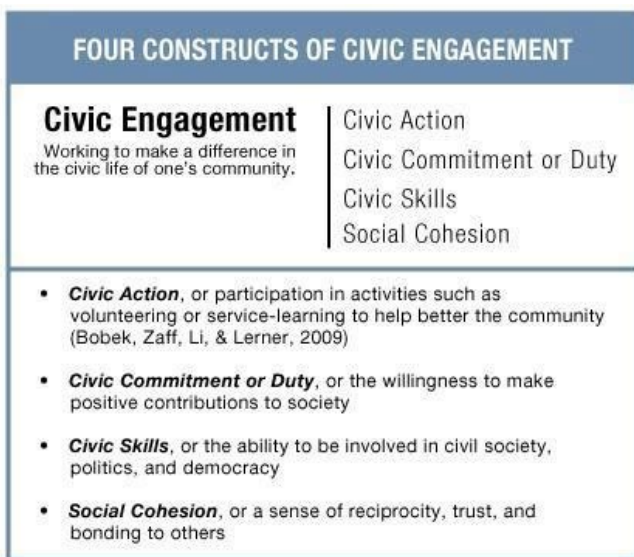 FOUR CONSTRUCTS OF CIVIC ENGAGEMENT
Civic Engagement
Working to make a difference in
the civic life of one's community.
Civic Action
Civic Commitment or Duty
Civic Skills
Social Cohesion
• Civic Action, or participation in activities such as
volunteering or service-learning to help better the community
(Bobek, Zaff, Li, & Lerner, 2009)
• Civic Commitment or Duty, or the willingness to make
positive contributions to society
• Civic Skills, or the ability to be involved in civil society,
politics, and democracy
• Social Cohesion, or a sense of reciprocity, trust, and
bonding to others